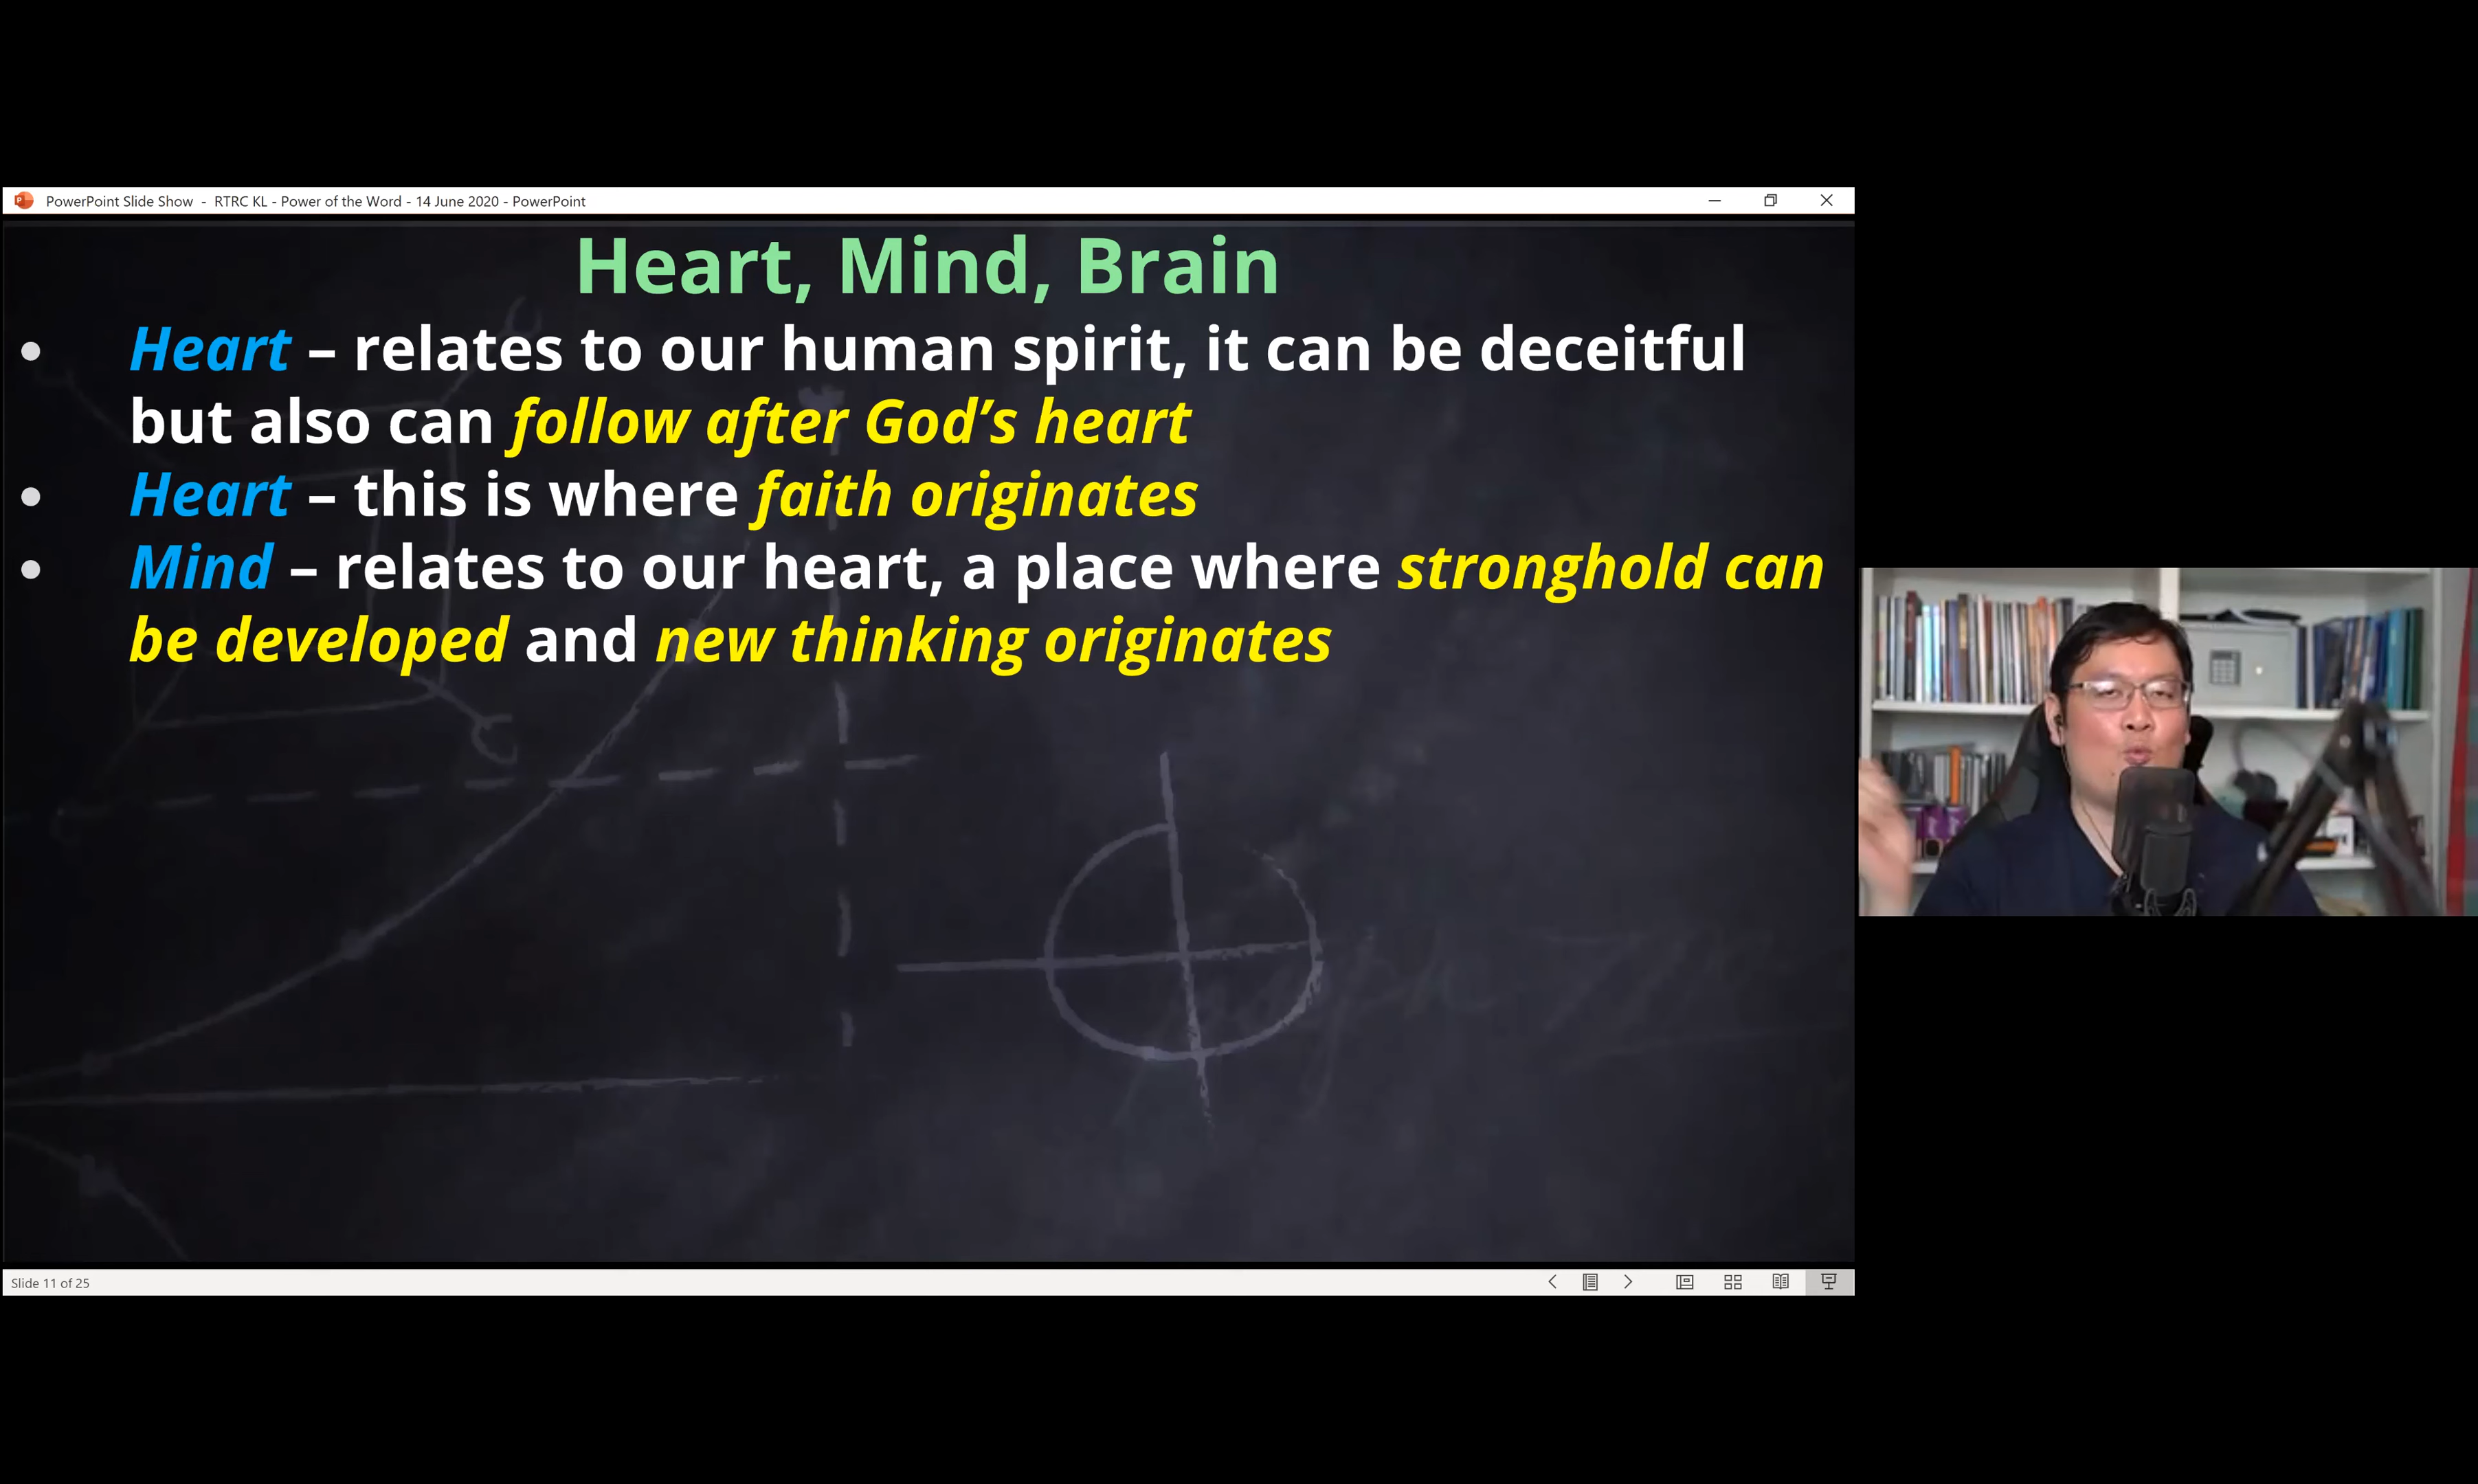 PowerPoint Slide Show - RTRC KL - Power of the Word - 14 June 2020 - PowerPoint
Heart, Mind, Brain
• Heart – relates to our human spirit, it can be deceitful
but also can follow after God’s heart
• Heart – this is where faith originates
• Mind – relates to our heart, a place where stronghold can
be developed and new thinking originates
Slide 11 of 25